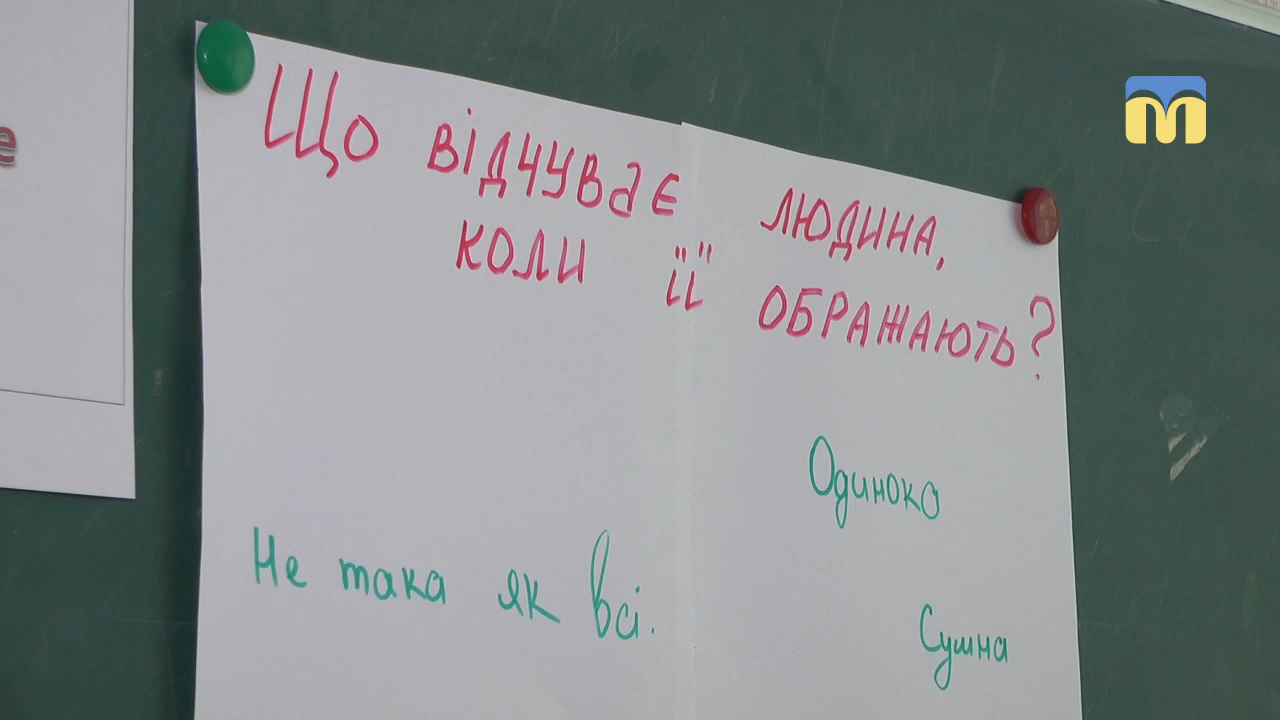 Що відчуває людина,
коли її ображають?
Одиноко
Не така як всі.
Сумна
е